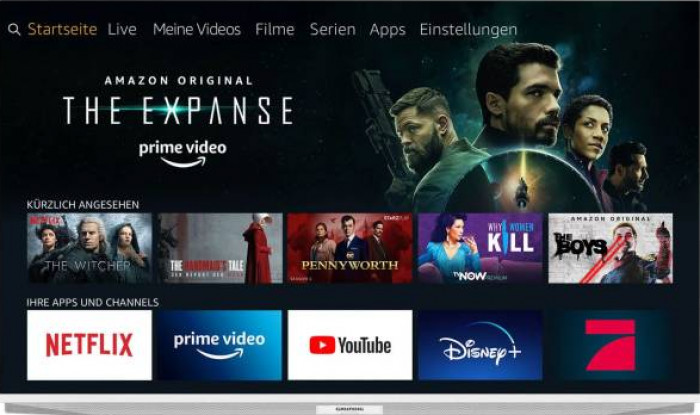 Startseite Live Meine Videos Filme Serien Apps Einstellungen
AMAZON ORIGINAL
THE EXPANSE
prime video
KÜRZLICH ANGESEHEN
NETFLIX
THE WITCHER
THE HANDMAID'S TALE
DER REPORT DER MAGD
STARZPLAY
PENNYWORTH
WHY WOMEN
KILL
TVNOW PREMIUM
AMAZON ORIGINAL
THE BOYS
IHRE APPS UND CHANNELS
NETFLIX
prime video
YouTube
Disney+
GRUNDIG